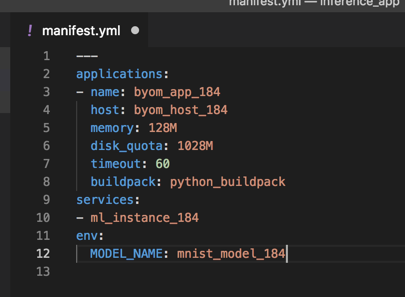 manifest.yml — inference_app
! manifest.yml
1 ---
2 applications:
3 - name: byom_app_184
4 host: byom_host_184
5 memory: 128M
6 disk_quota: 1028M
7 timeout: 60
8 buildpack: python_buildpack
9 services:
10 - ml_instance_184
11 env:
12 MODEL_NAME: mnist_model_184
13